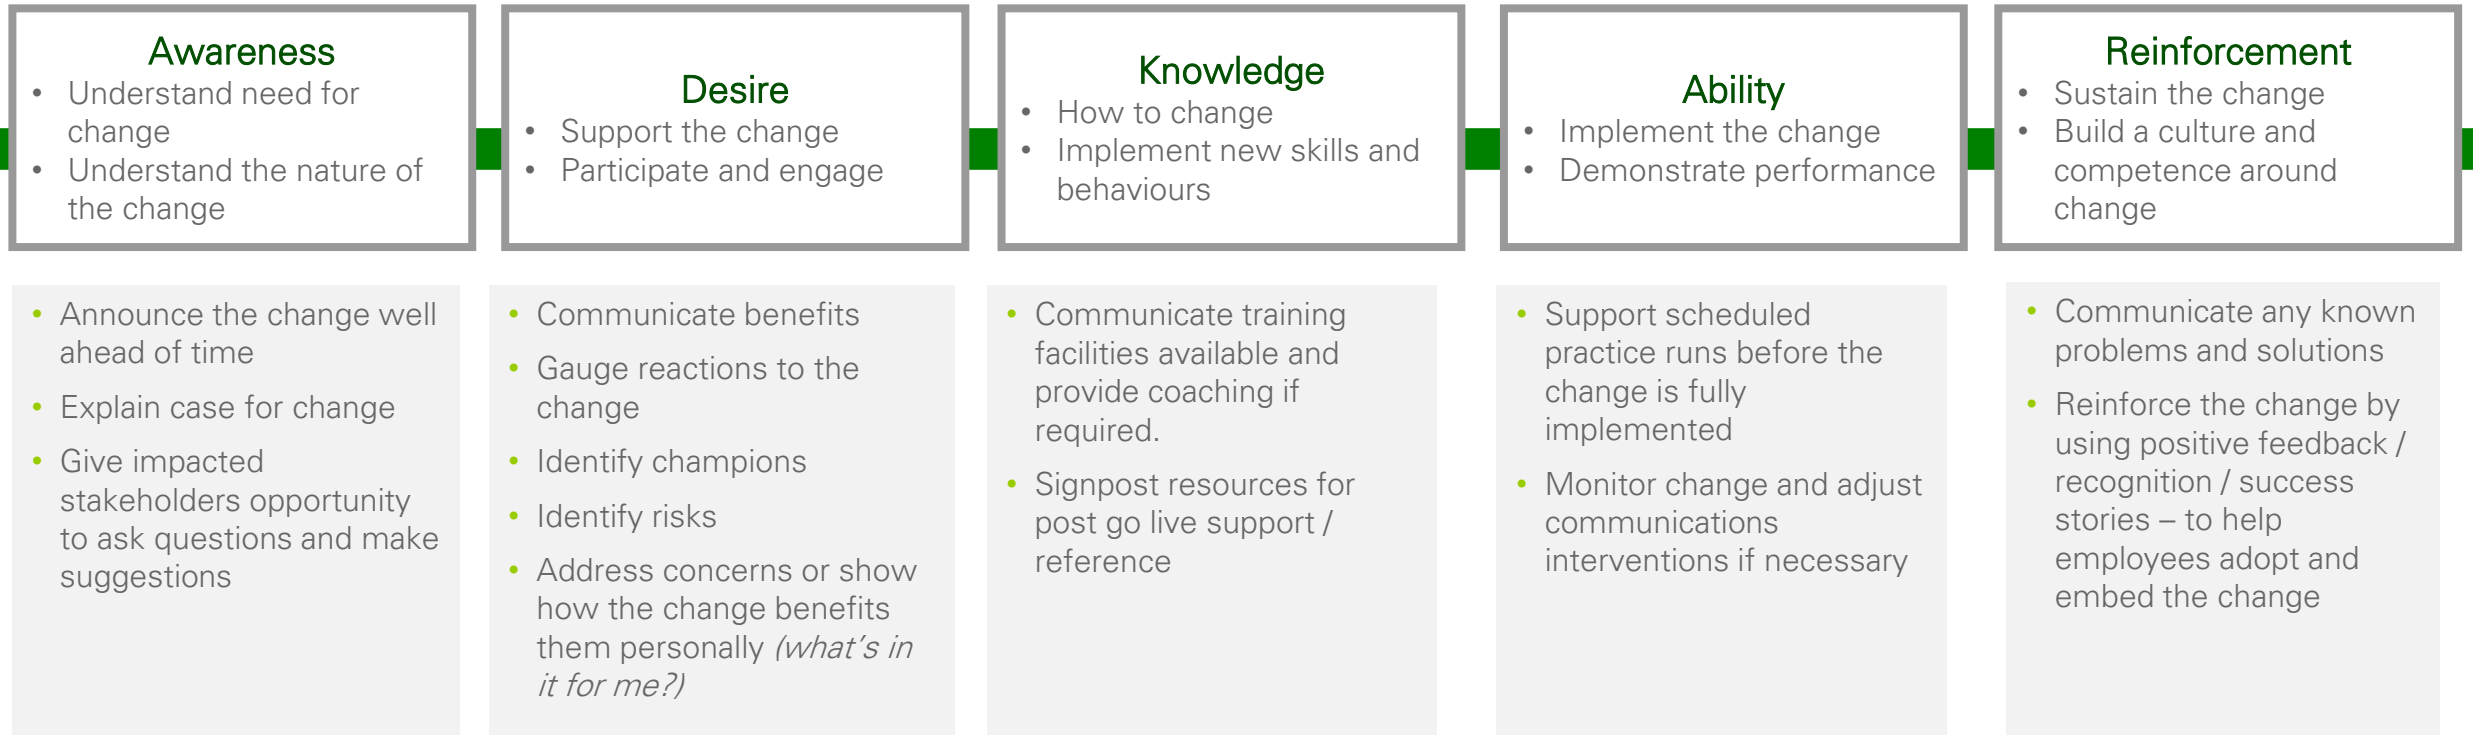 Awareness
• Understand need for
change
• Understand the nature of
the change
Desire
• Support the change
• Participate and engage
Knowledge
• How to change
• Implement new skills and
behaviours
Ability
• Implement the change
• Demonstrate performance
Reinforcement
• Sustain the change
• Build a culture and
competence around
change
• Announce the change well
ahead of time
• Explain case for change
• Give impacted
stakeholders opportunity
to ask questions and make
suggestions
• Communicate benefits
• Gauge reactions to the
change
• Identify champions
• Identify risks
• Address concerns or show
how the change benefits
them personally (what's in
it for me?)
• Communicate training
facilities available and
provide coaching if
required.
• Signpost resources for
post go live support /
reference
• Support scheduled
practice runs before the
change is fully
implemented
• Monitor change and adjust
communications
interventions if necessary
• Communicate any known
problems and solutions
• Reinforce the change by
using positive feedback /
recognition / success
stories – to help
employees adopt and
embed the change